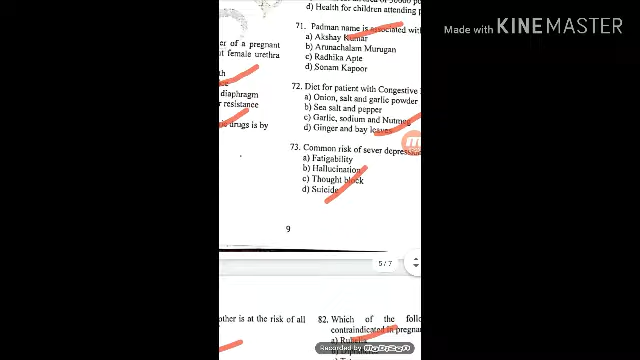 Made with KINEMASTER
d) Health for children attending
71. Padman name is associated with
a) Akshay Kumar
b) Arunachalam Murugan
c) Radhika Apte
d) Sonam Kapoor
72. Diet for patient with Congestive
a) Onion, salt and garlic powder
b) Sea salt and pepper
c) Garlic, sodium and Nutmeg
d) Ginger and bay leaves
73. Common risk of sever depression
a) Fatigability
b) Hallucination
c) Thought block
d) Suicide
er of a pregnant
female urethra
diaphragm
resistance
drugs is by
9
5/7
other is at the risk of all
82. Which of the
contraindicated in
a)
Recorded by MobiZen